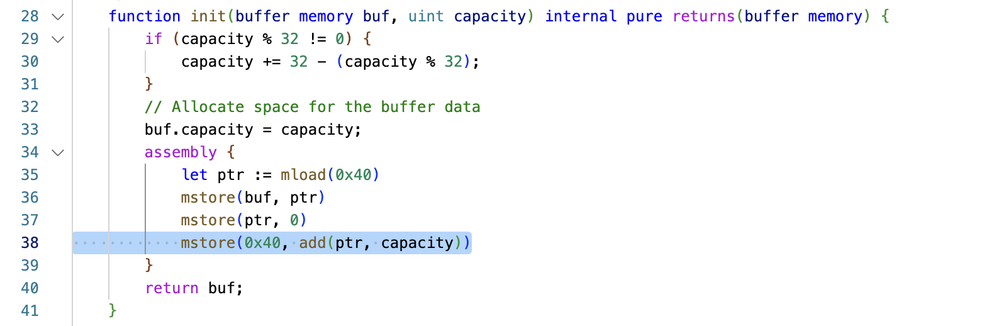 28 function init(buffer memory buf, uint capacity) internal pure returns(buffer memory) {
29 if (capacity % 32 != 0) {
30 capacity += 32 - (capacity % 32);
31 }
32 // Allocate space for the buffer data
33 buf.capacity = capacity;
34 assembly {
35 let ptr := mload(0x40)
36 mstore(buf, ptr)
37 mstore(ptr, 0)
38 mstore(0x40, add(ptr, capacity))
39 }
40 return buf;
41 }